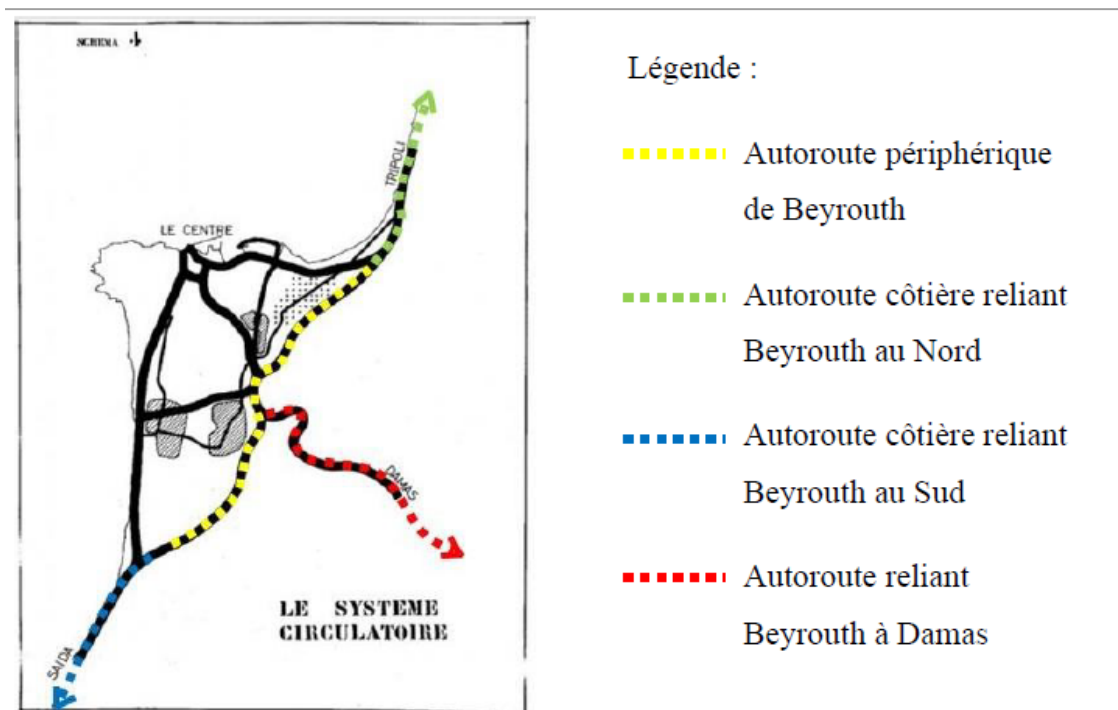 SCHEMA 4
TRIPOLI
LE CENTRE
DAMAS
LE SYSTEME
CIRCULATOIRE
SAIDA
Légende :
Autoroute périphérique
de Beyrouth
Autoroute côtière reliant
Beyrouth au Nord
Autoroute côtière reliant
Beyrouth au Sud
Autoroute reliant
Beyrouth à Damas